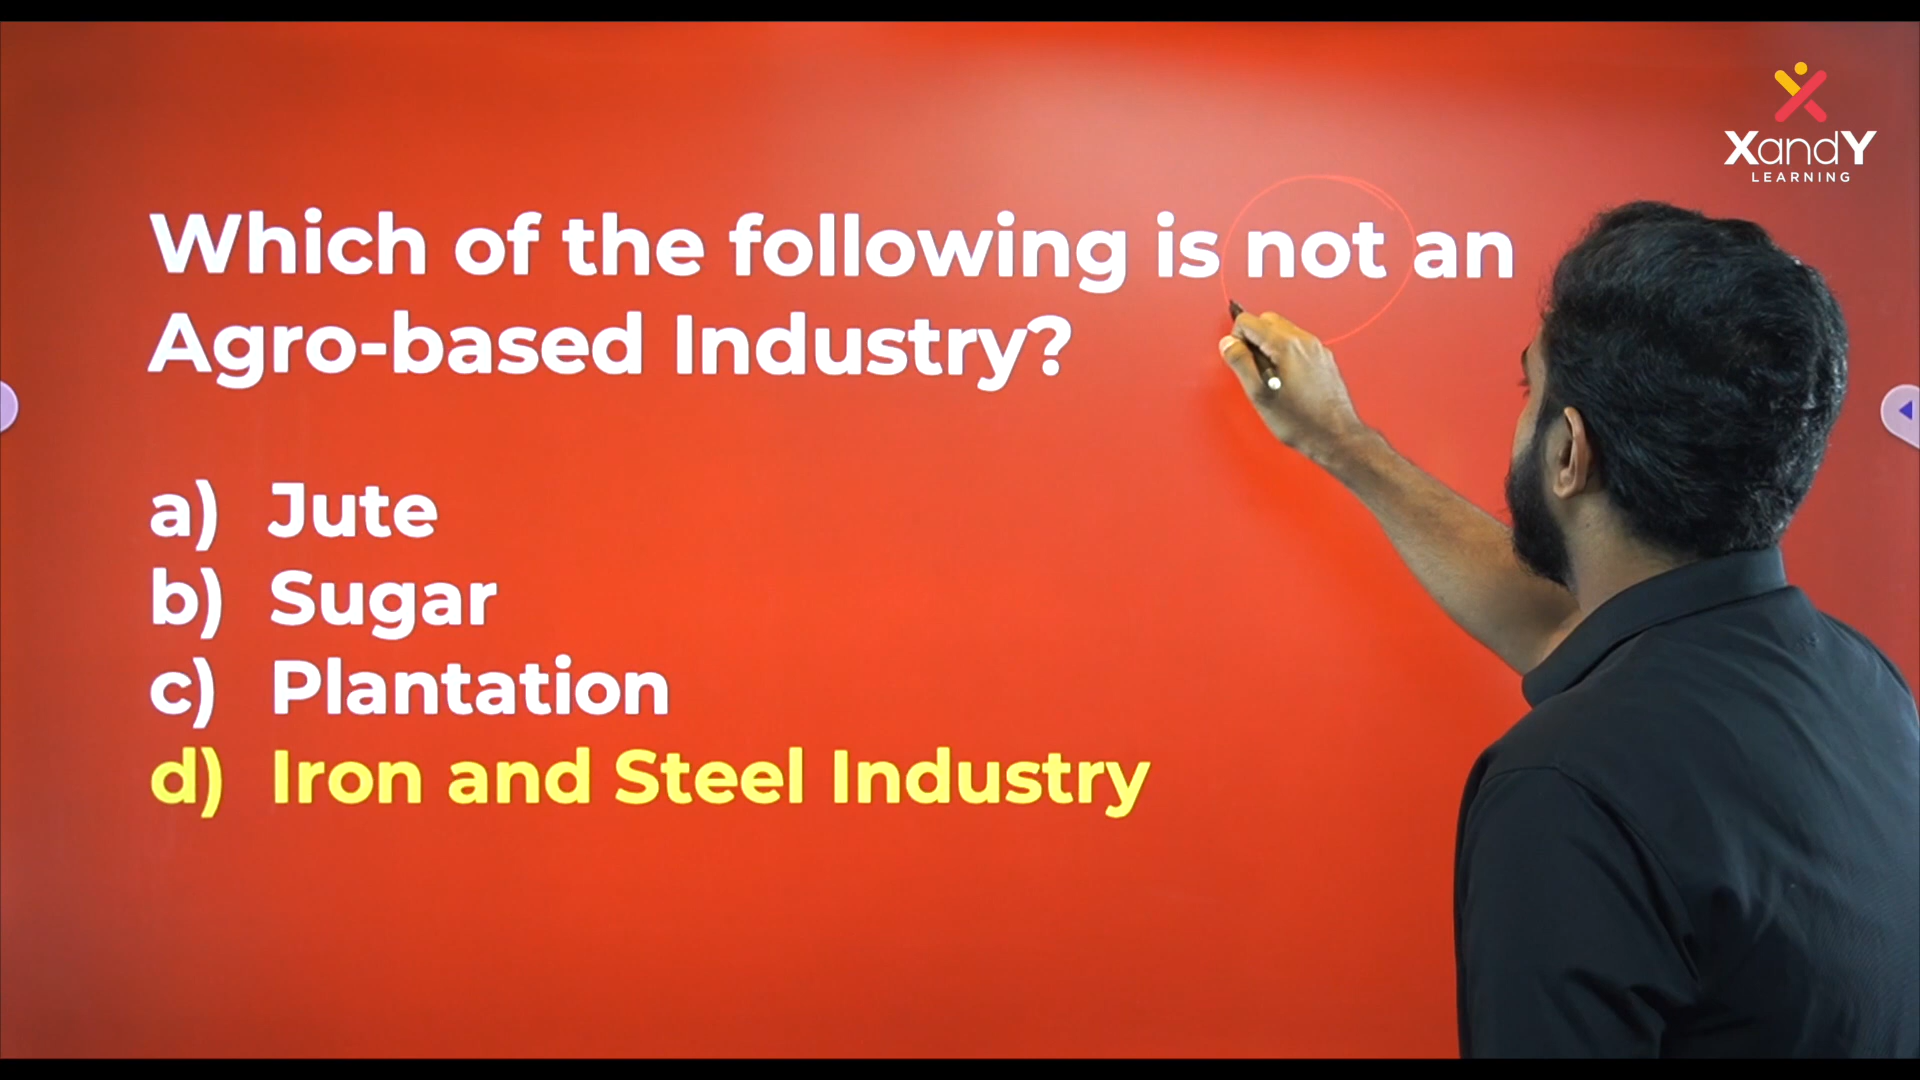 XandY
LEARNING
Which of the following is not an
Agro-based Industry?
a) Jute
b) Sugar
c) Plantation
d) Iron and Steel Industry